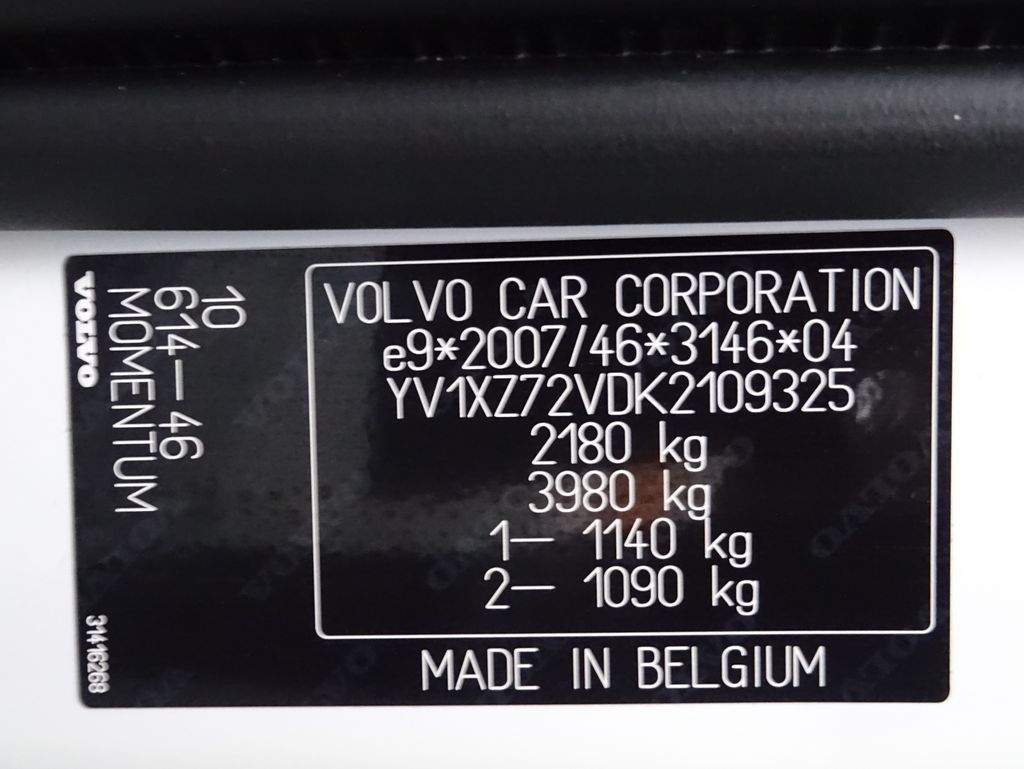 VOLVO CAR CORPORATION
e9*2007/46*3146*04
YV1XZ72VDK2109325
2180 kg
3980 kg
1— 1140 kg
2— 1090 kg
MADE IN BELGIUM
10
614—46
MOMENTUM
VOLVO
31416268